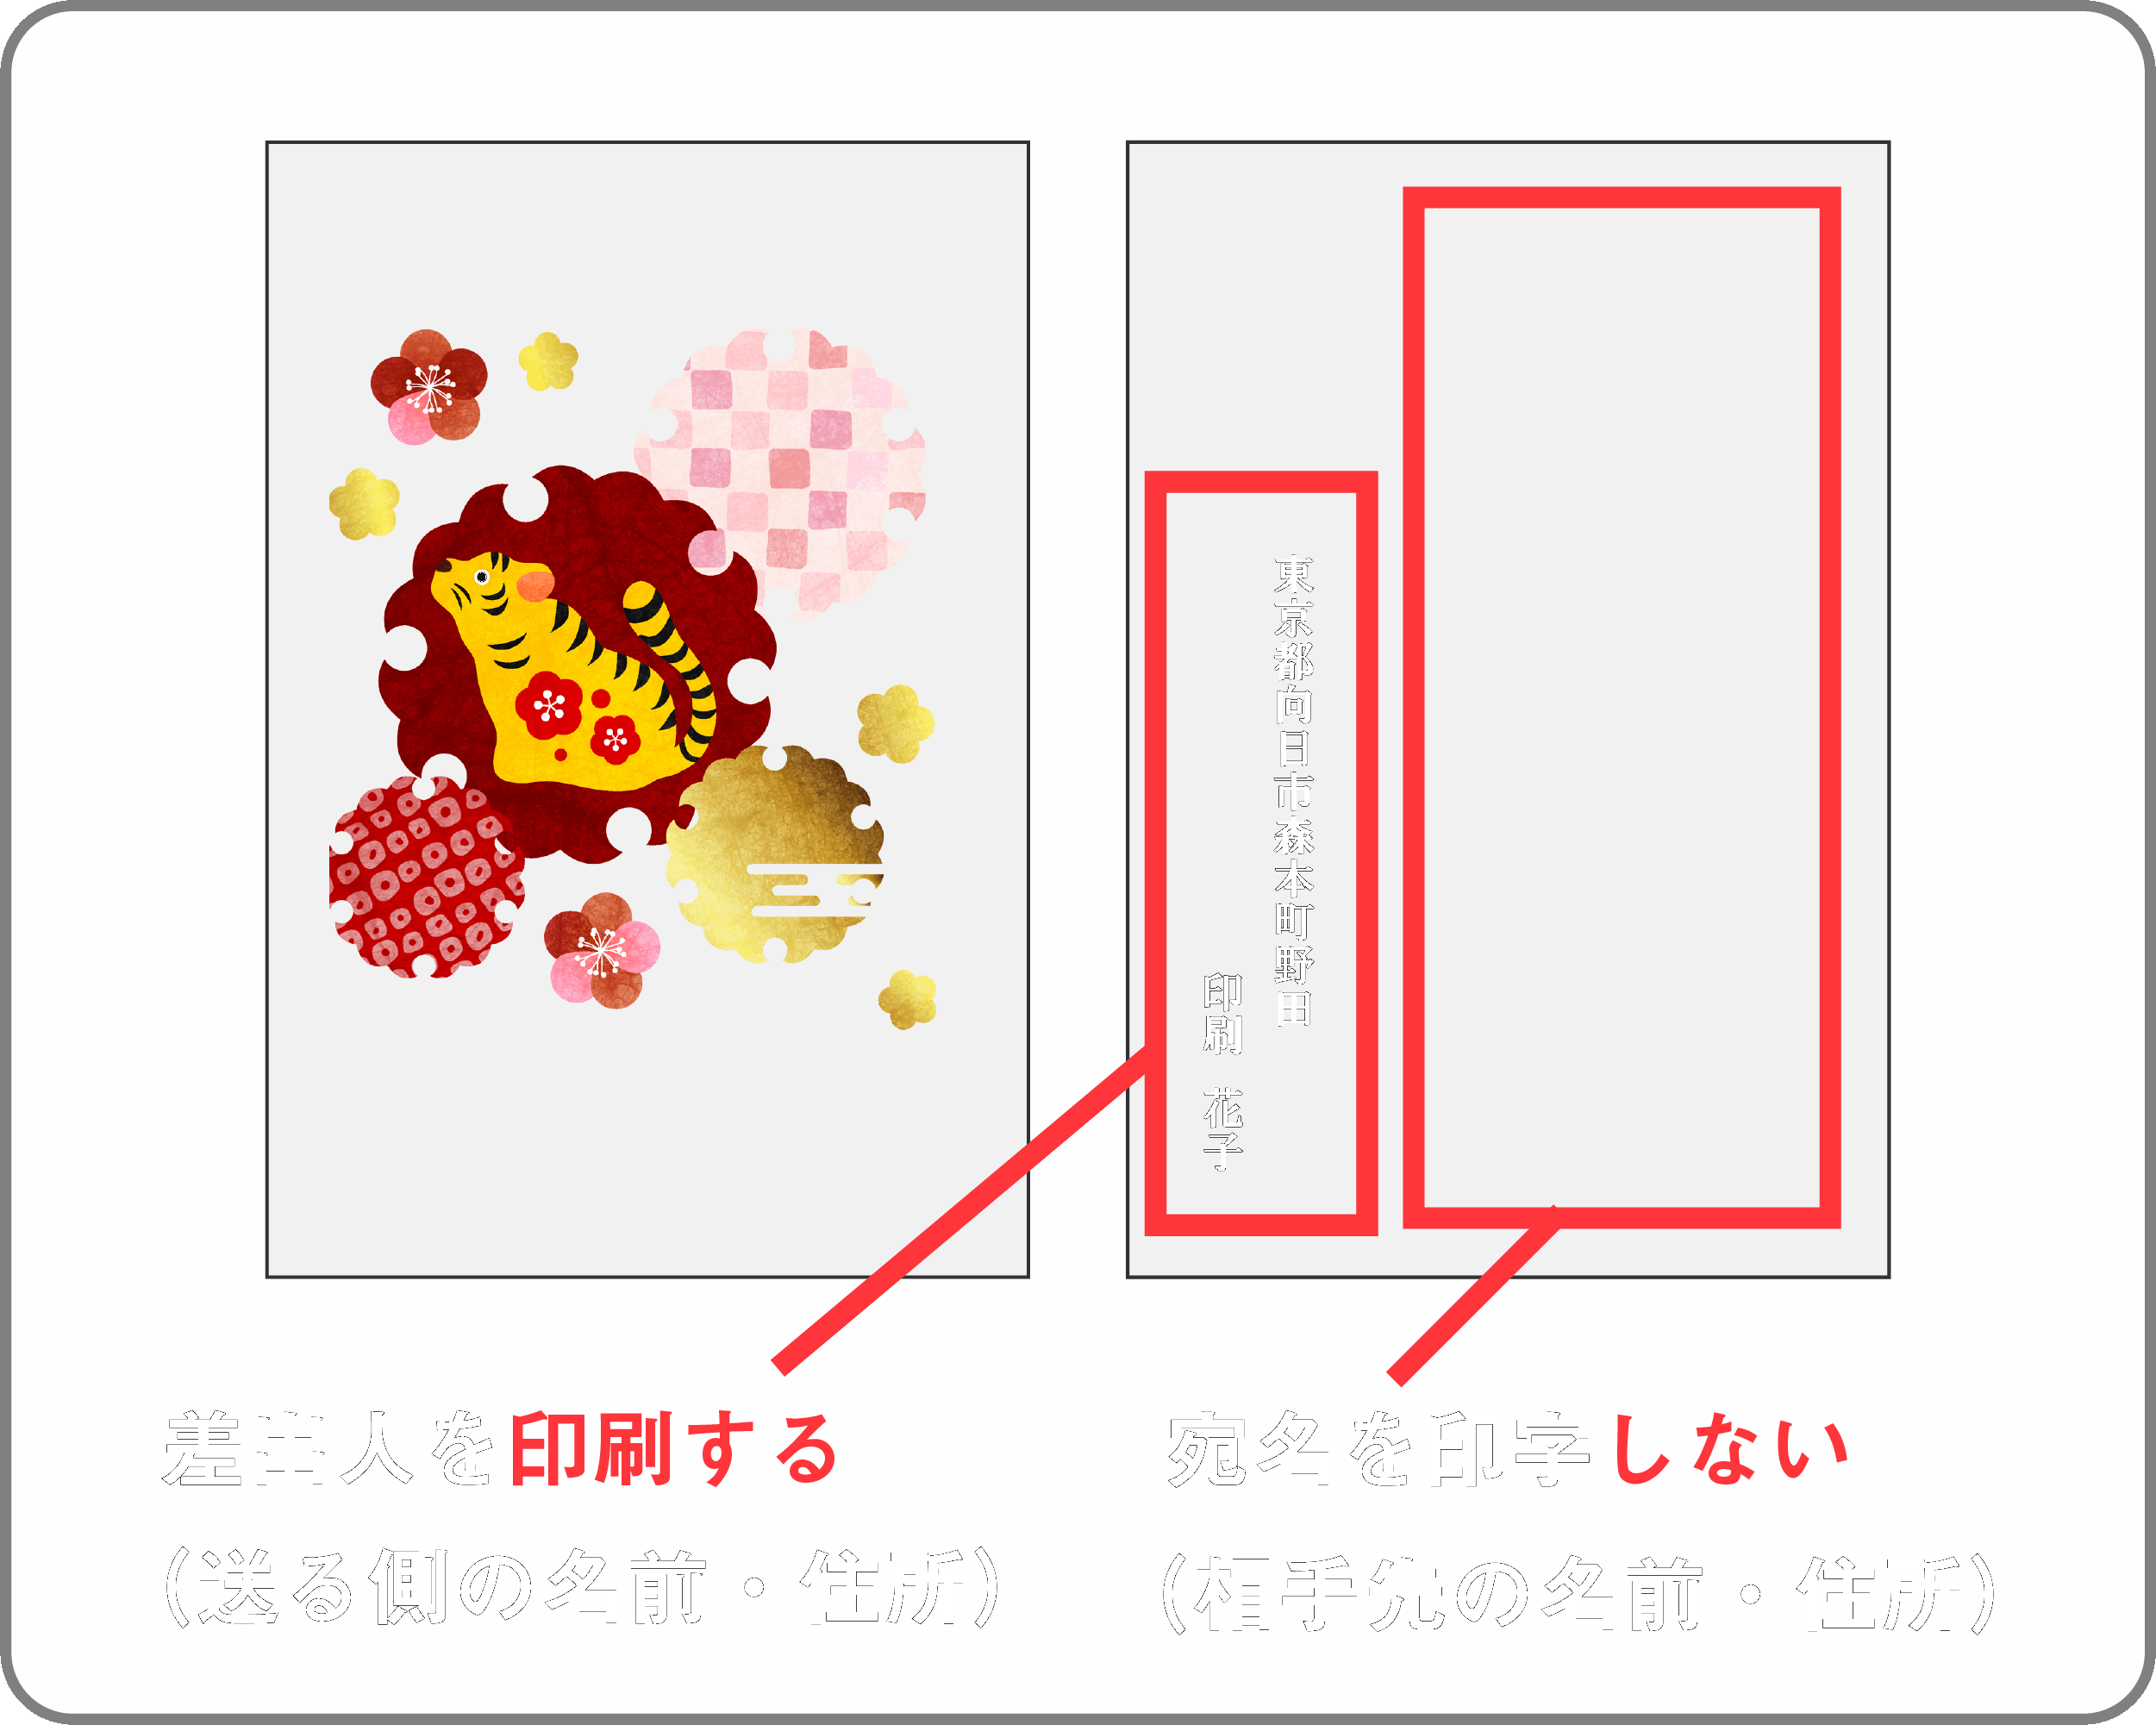 東京都向日市森本町野田
印刷　花子
差出人を印刷する
（送る側の名前・住所）
宛名を印字しない
（相手先の名前・住所）